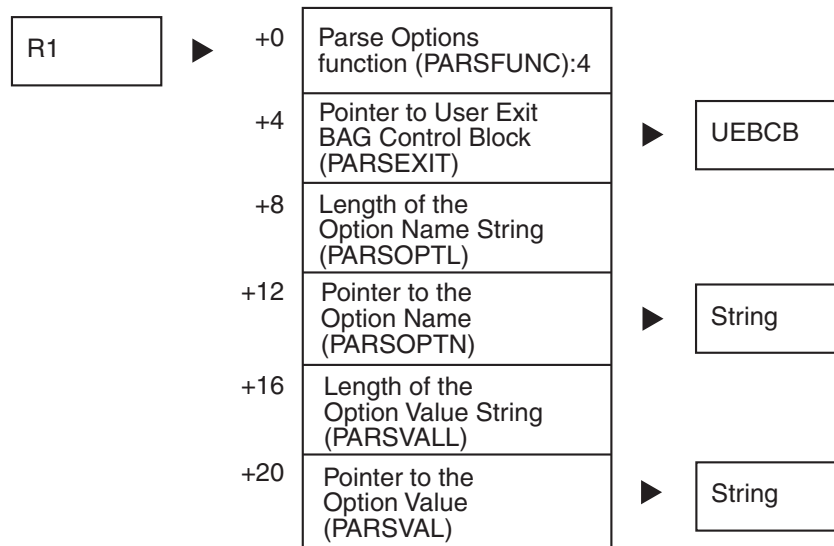 R1
+0
Parse Options
function (PARSFUNC):4
+4
Pointer to User Exit
BAG Control Block
(PARSEXIT)
UEBCB
+8
Length of the
Option Name String
(PARSOPTL)
+12
Pointer to the
Option Name
(PARSOPTN)
String
+16
Length of the
Option Value String
(PARSVALL)
+20
Pointer to the
Option Value
(PARSVAL)
String